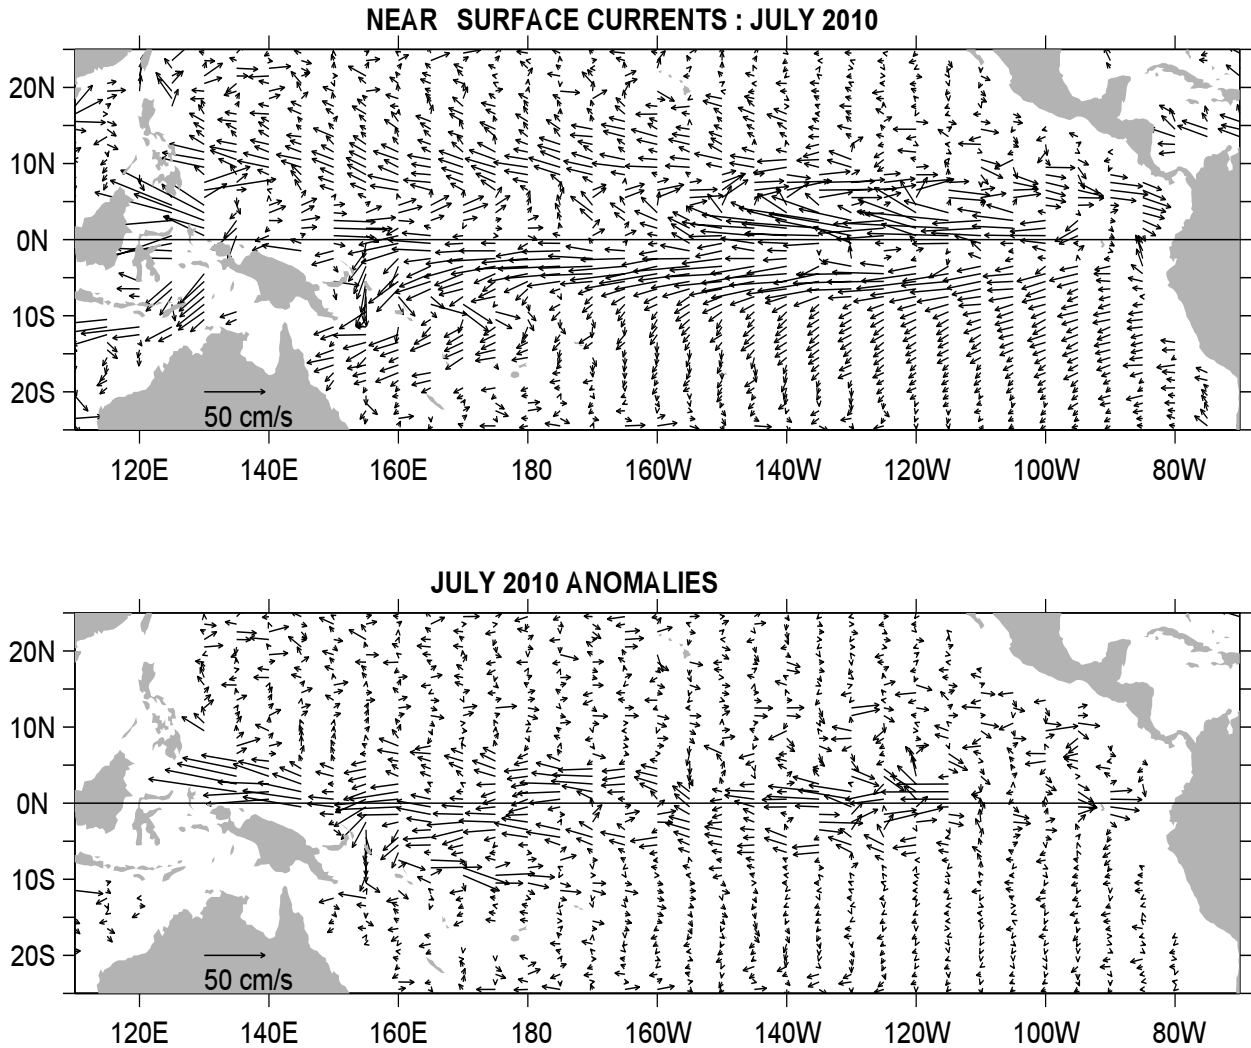 NEAR SURFACE CURRENTS : JULY 2010
20N
10N
0N
10S
20S
50 cm/s
120E 140E 160E 180 160W 140W 120W 100W 80W
JULY 2010 ANOMALIES
20N
10N
0N
10S
20S
50 cm/s
120E 140E 160E 180 160W 140W 120W 100W 80W